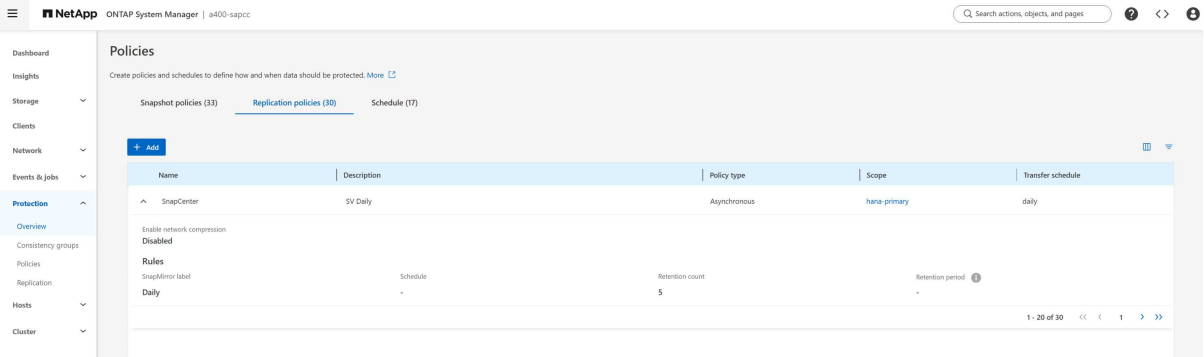 NetApp ONTAP System Manager | a400-sapcc
Search actions, objects, and pages
Dashboard
Insights
Storage
Clients
Network
Events & jobs
Protection
Overview
Consistency groups
Policies
Replication
Hosts
Cluster
Policies
Create policies and schedules to define how and when data should be protected. More
Snapshot policies (33) Replication policies (30) Schedule (17)
+ Add
Name Description Policy type Scope Transfer schedule
SnapCenter SV Daily Asynchronous hana-primary daily
Enable network compression
Disabled
Rules
SnapMirror label Schedule Retention count Retention period
Daily - 5 -
1 - 20 of 30 << < 1 > >>